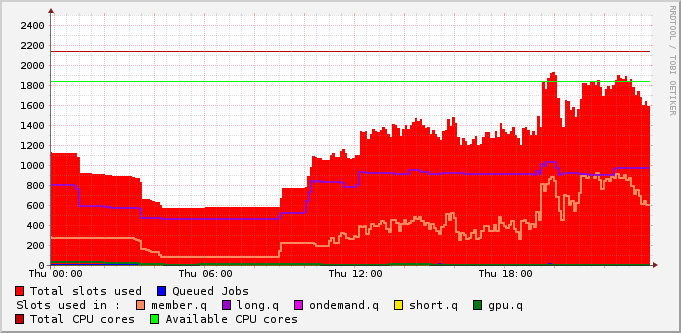 2400
2200
2000
1800
1600
1400
1200
1000
800
600
400
200
0
Thu 00:00 Thu 06:00 Thu 12:00 Thu 18:00
Total slots used Queued Jobs
Slots used in : member.q long.q ondemand.q short.q gpu.q
Total CPU cores Available CPU cores
RRDTOOL / TOBI OETIKER